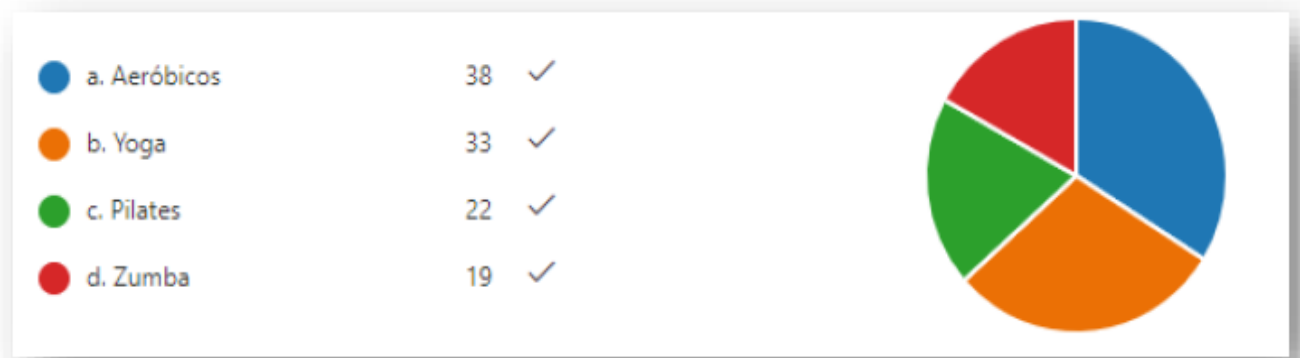 a. Aeróbicos 38
b. Yoga 33
c. Pilates 22
d. Zumba 19